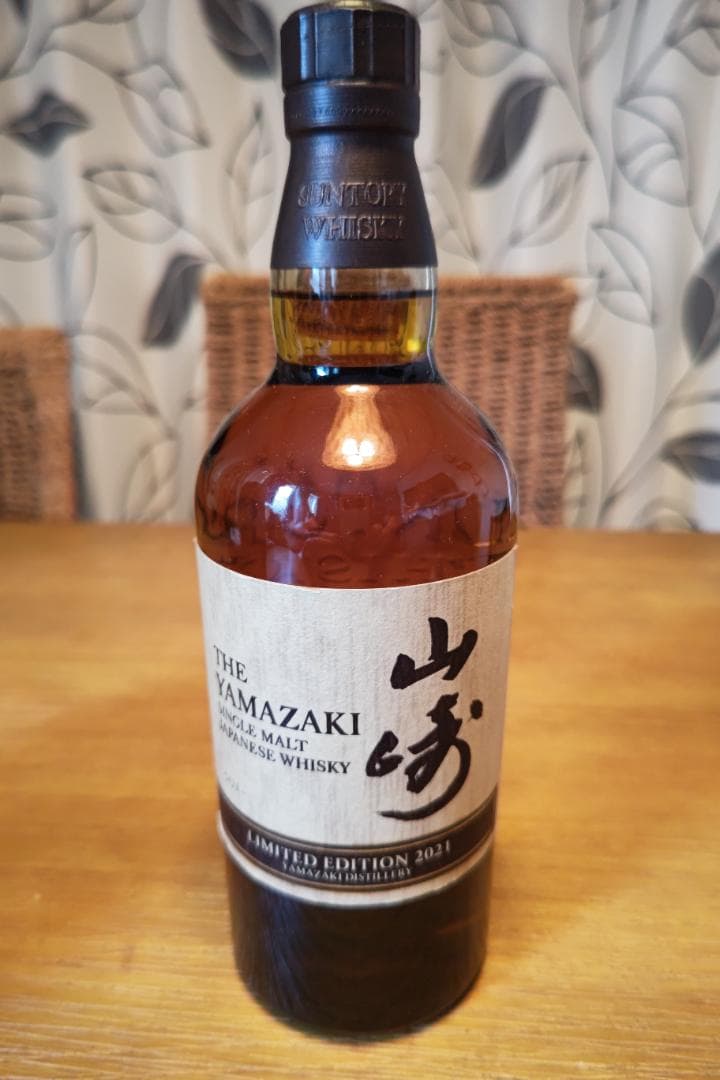 SUNTORY
WHISKY
THE
YAMAZAKI
SINGLE MALT
JAPANESE WHISKY
山崎
LIMITED EDITION 2021
YAMAZAKI DISTILLERY